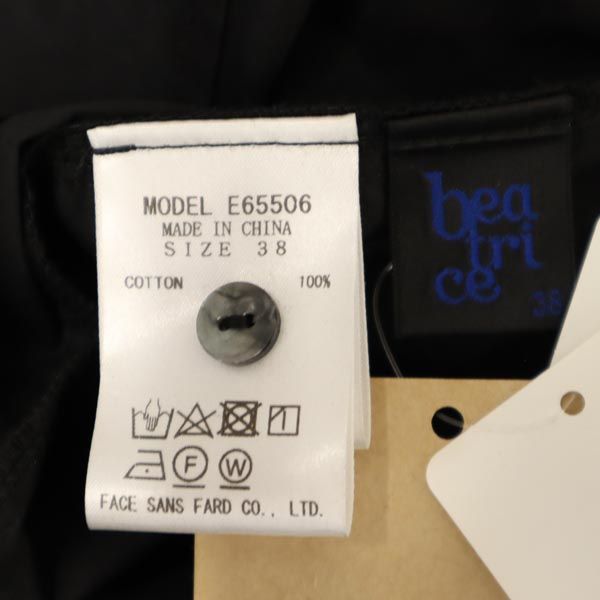 MODEL E65506
MADE IN CHINA
SIZE 38
COTTON 100%
F W
FACE SANS FARD CO., LTD.
bea
tri
ce
38